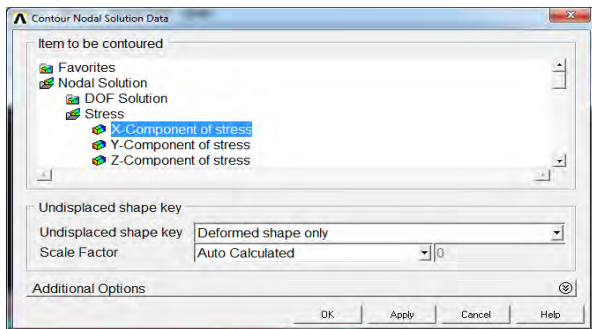 Contour Nodal Solution Data
Item to be contoured
Favorites
Nodal Solution
DOF Solution
Stress
X-Component of stress
Y-Component of stress
Z-Component of stress
Undisplaced shape key
Undisplaced shape key Deformed shape only
Scale Factor Auto Calculated 0
Additional Options
OK Apply Cancel Help